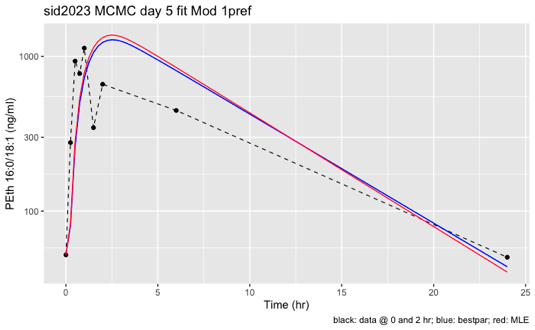 sid2023 MCMC day 5 fit Mod 1pref
PEth 16:0/18:1 (ng/ml)
1000
300
100
0
5
10
15
20
25
Time (hr)
black: data @ 0 and 2 hr; blue: bestpar; red: MLE